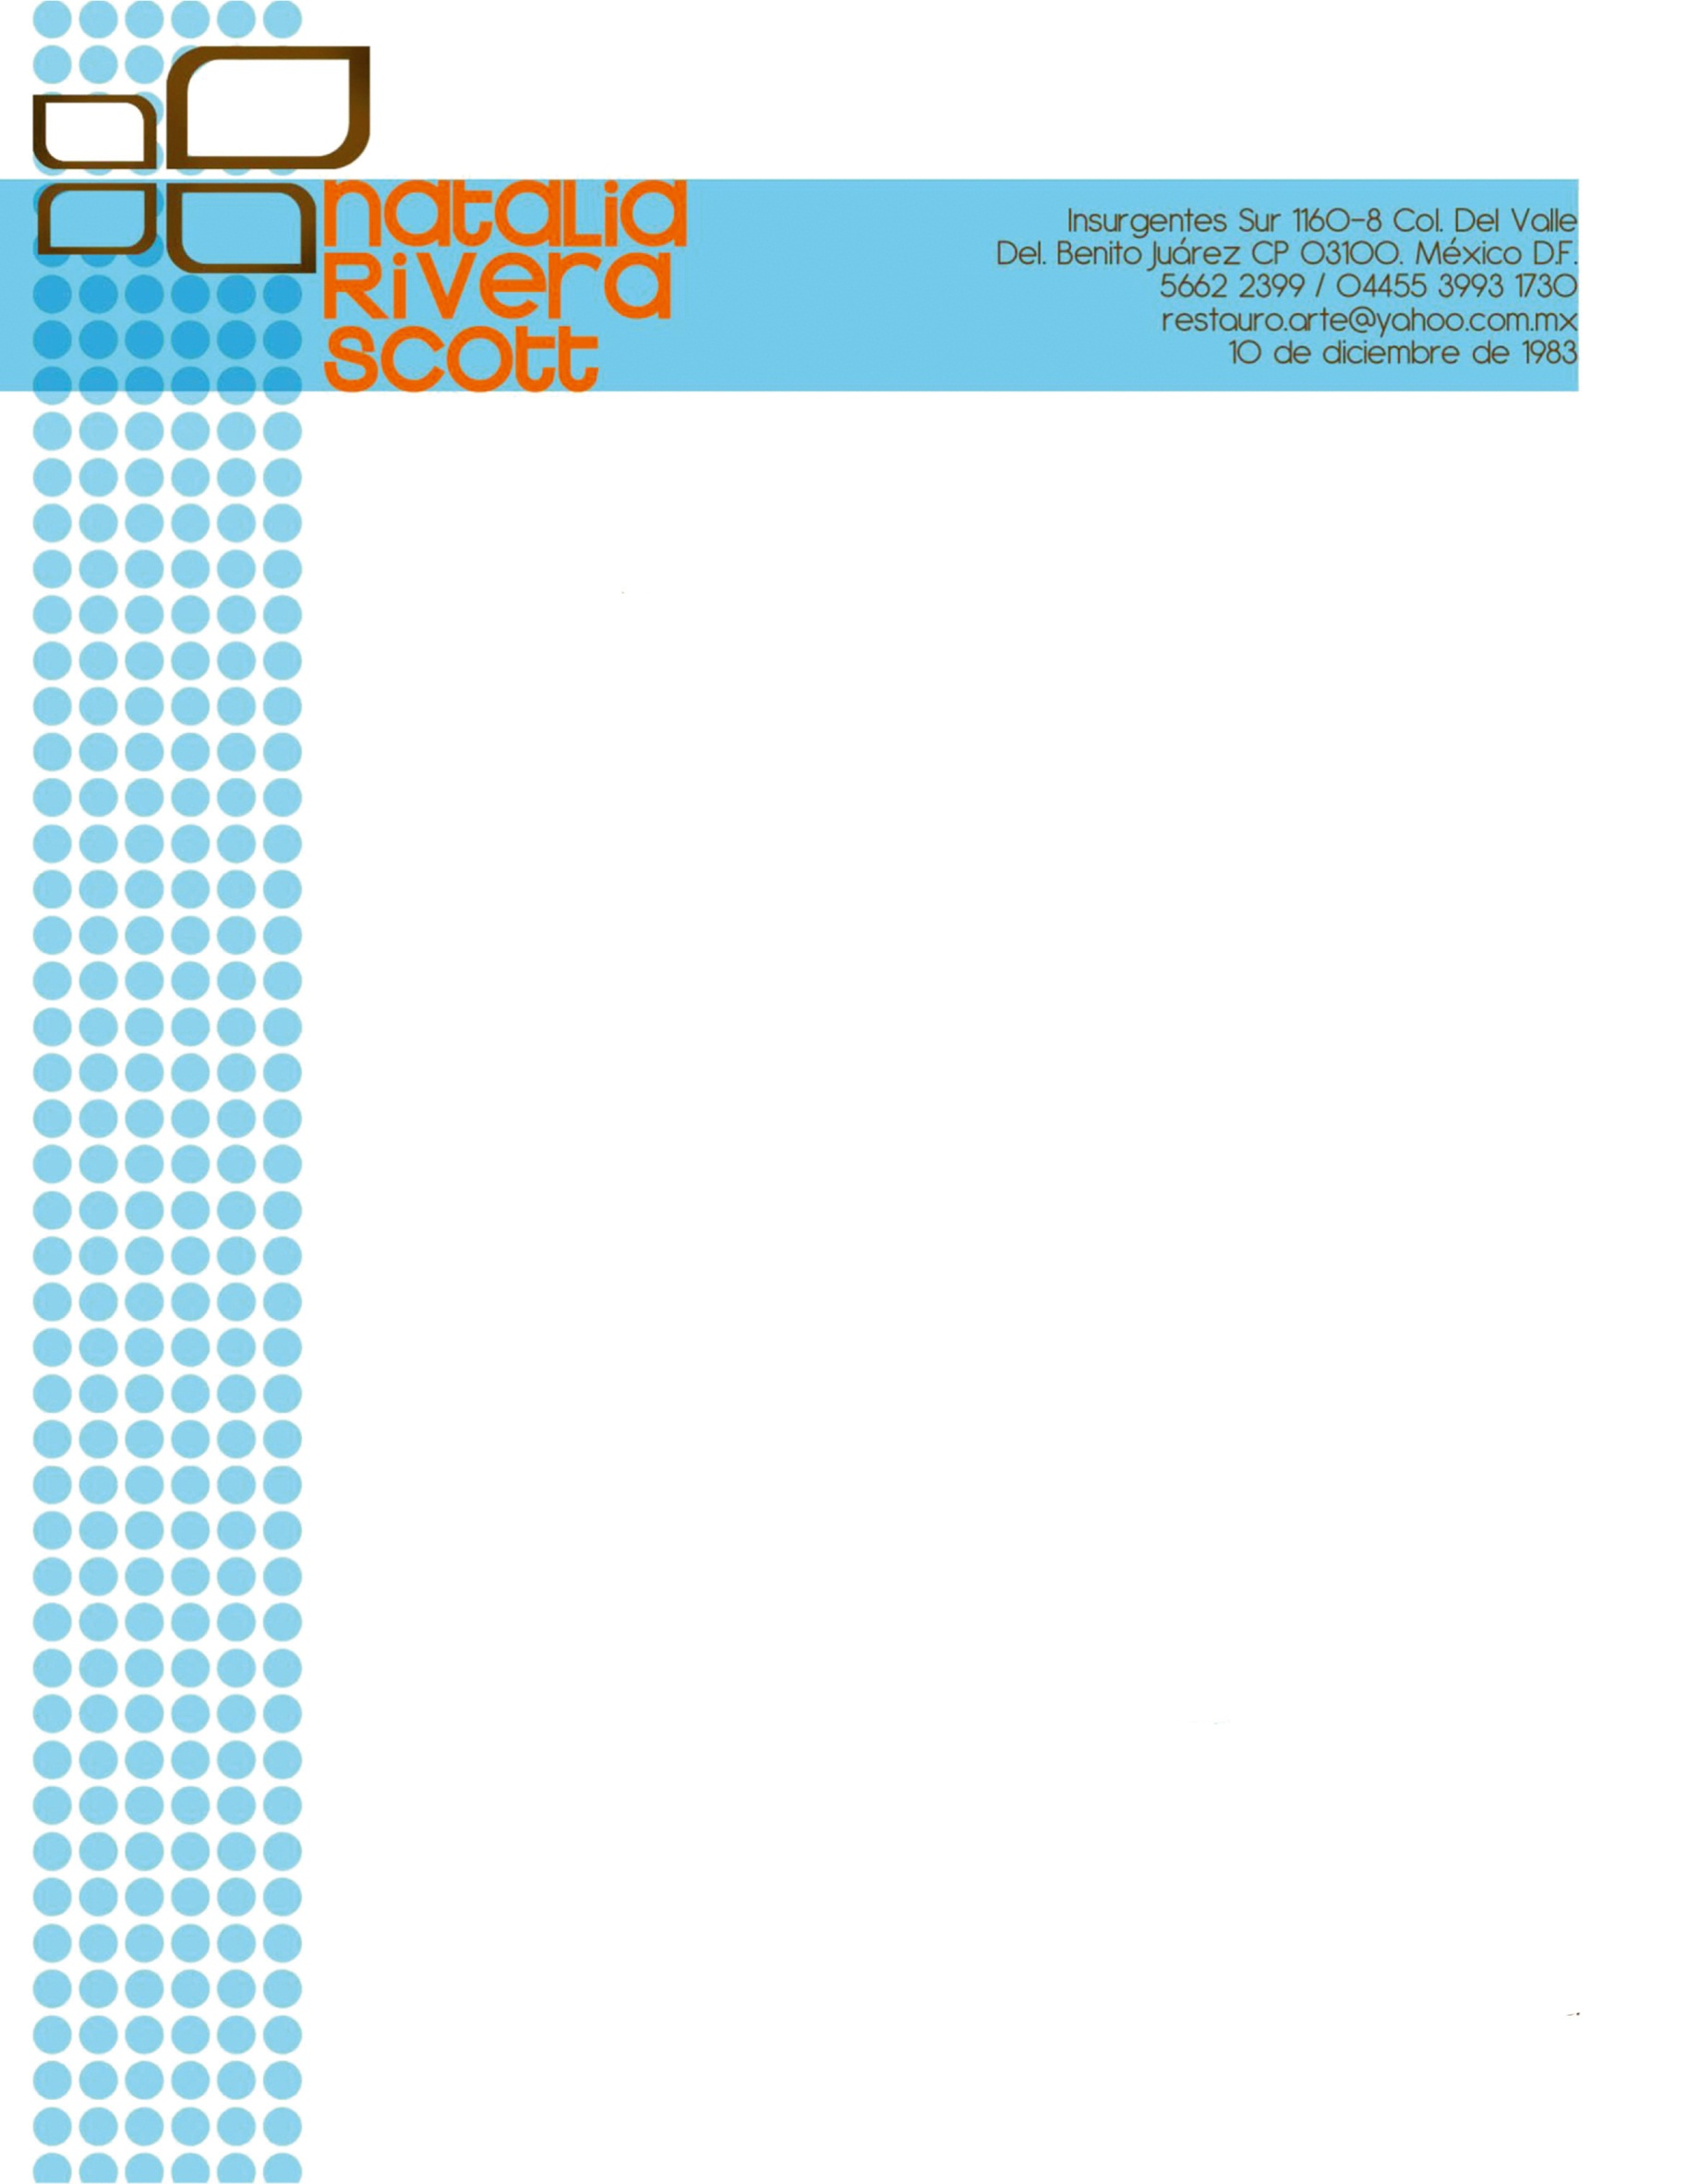 nataLia
RiVera
scott
Insurgentes Sur 1160-8 Col. Del Valle
Del. Benito Juárez CP 03100. México D.F.
5662 2399 / 04455 3993 1730
restauro.arte@yahoo.com.mx
10 de diciembre de 1983